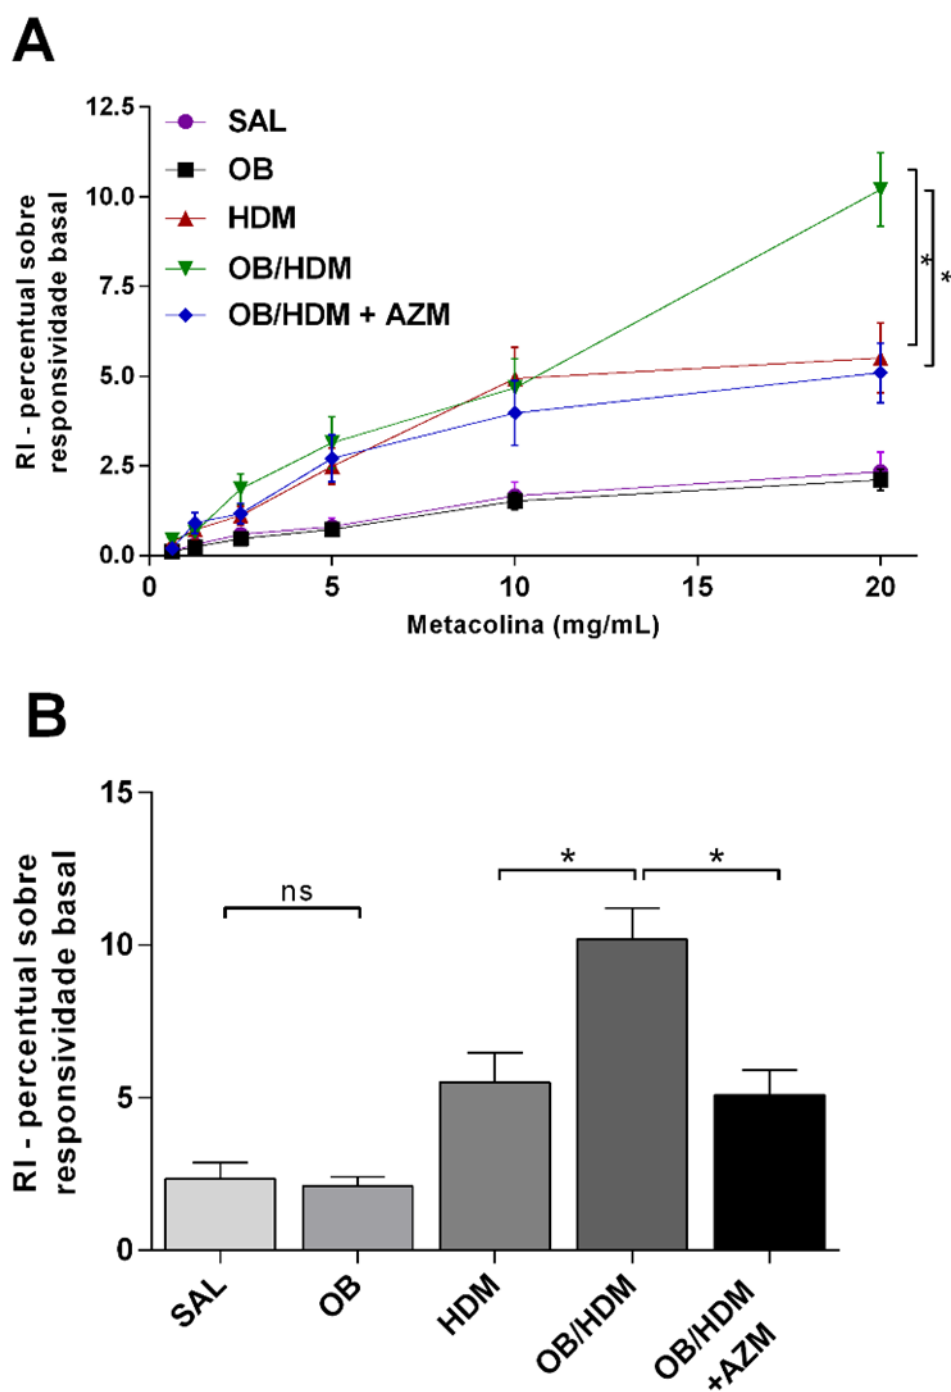 A
12.5
10.0
7.5
5.0
2.5
0.0
RI - percentual sobre
responsividade basal
SAL
OB
HDM
OB/HDM
OB/HDM + AZM
*
*
0 5 10 15 20
Metacolina (mg/mL)
B
15
10
5
0
RI - percentual sobre
responsividade basal
ns
* *
SAL OB HDM OB/HDM OB/HDM
+AZM